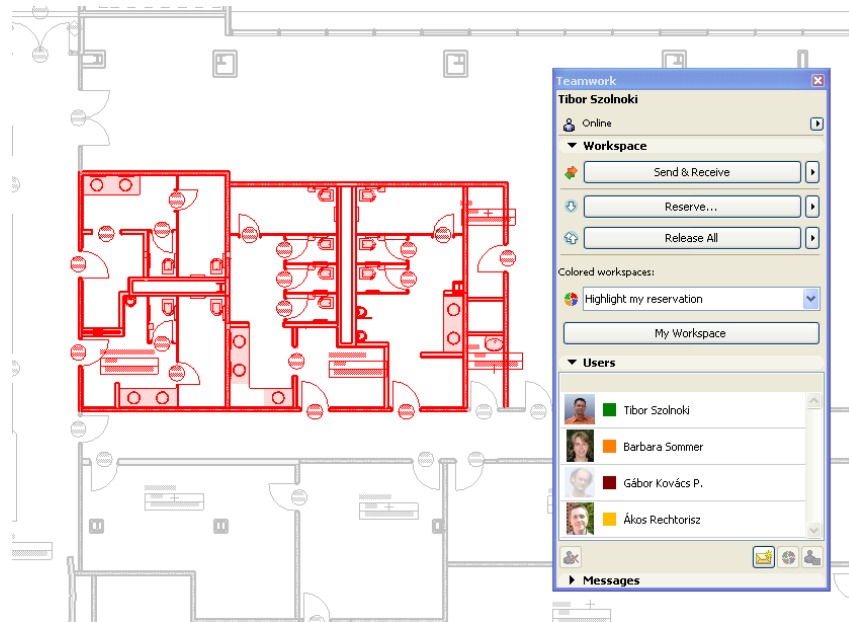 Teamwork
Tibor Szolnoki
Online
Workspace
Send & Receive
Reserve...
Release All
Colored workspaces:
Highlight my reservation
My Workspace
Users
Tibor Szolnoki
Barbara Sommer
Gábor Kovács P.
Ákos Rechtorisz
Messages